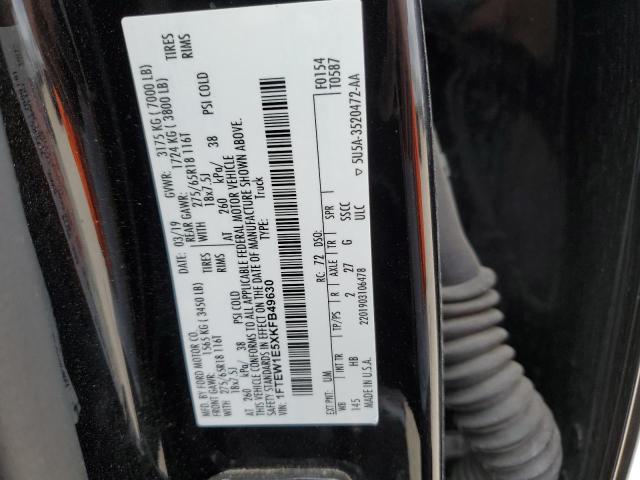 MFD. BY FORD MOTOR CO.
DATE: 03/19 GVWR: 3175 KG ( 7000 LB)
FRONT GAWR: 1565 KG (3450 LB) REAR GAWR: 1724 KG ( 3800 LB)
WITH 275/65R18 116T TIRES WITH 275/65R18 116T TIRES
18x7.5J RIMS 18x7.5J RIMS
AT 260 kPa/ 38 PSI COLD AT 260 kPa/ 38 PSI COLD
THIS VEHICLE CONFORMS TO ALL APPLICABLE FEDERAL MOTOR VEHICLE
SAFETY STANDARDS IN EFFECT ON THE DATE OF MANUFACTURE SHOWN ABOVE.
VIN: 1FTEW1E5XKFB49630 TYPE: Truck
F0154
T0587
EXT PNT: UM RC: 72 DSO:
WB INT TR TP/PS R AXLE TR SPR
145 HB 2 27 G SSCC
ULC
MADE IN U.S.A. 2201903106478
5U5A-3520472-AA